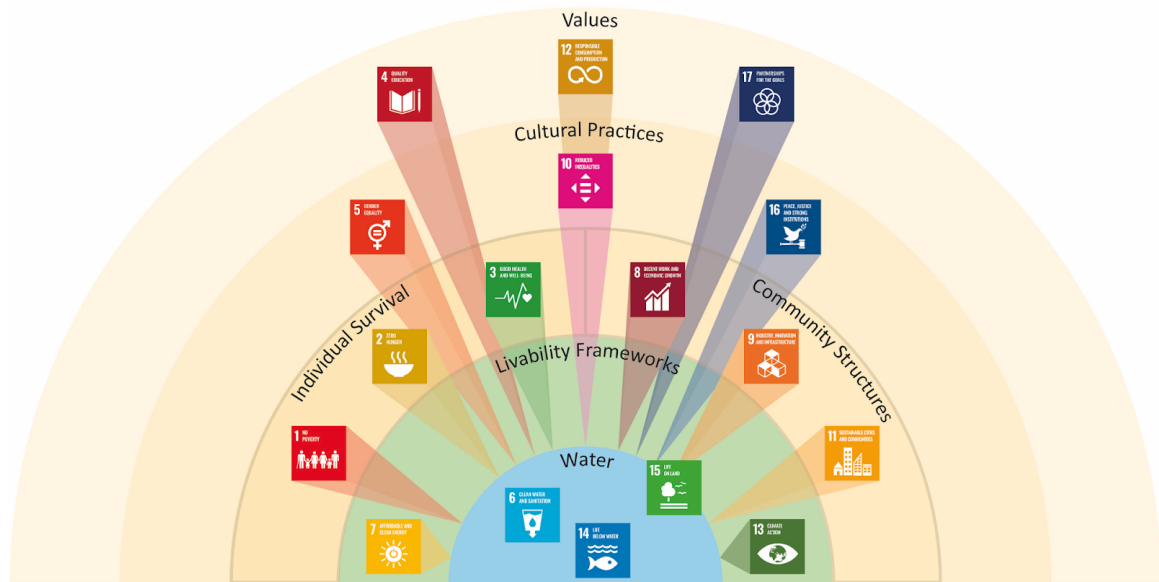 Values
12 RESPONSIBLE
CONSUMPTION
AND PRODUCTION
4 QUALITY
EDUCATION
17 PARTNERSHIPS
FOR THE GOALS
Cultural Practices
10 REDUCED
INEQUALITIES
5 GENDER
EQUALITY
16 PEACE, JUSTICE
AND STRONG
INSTITUTIONS
3 GOOD HEALTH
AND WELL-BEING
8 DECENT WORK AND
ECONOMIC GROWTH
Individual Survival
Community Structures
2 ZERO
HUNGER
Livability Frameworks
9 INDUSTRY, INNOVATION
AND INFRASTRUCTURE
1 NO
POVERTY
11 SUSTAINABLE CITIES
AND COMMUNITIES
Water
15 LIFE
ON LAND
6 CLEAN WATER
AND SANITATION
7 AFFORDABLE AND
CLEAN ENERGY
14 LIFE
BELOW WATER
13 CLIMATE
ACTION